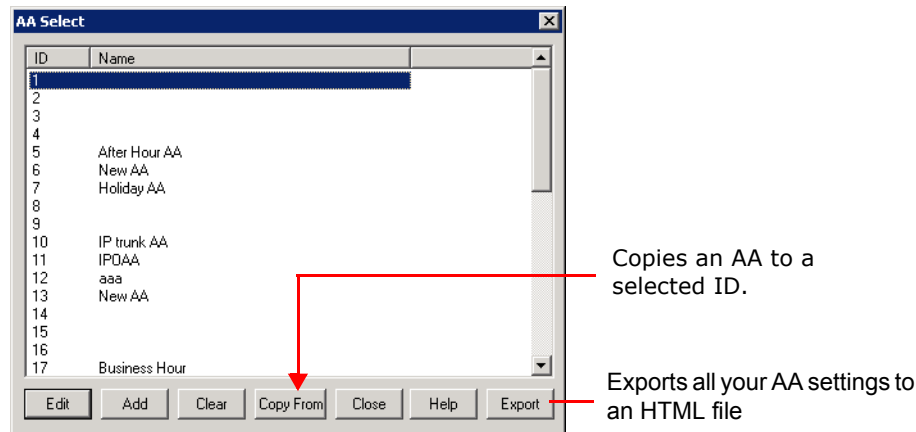 AA Select
ID Name
1
2
3
4
5 After Hour AA
6 New AA
7 Holiday AA
8
9
10 IP trunk AA
11 IPOAA
12 aaa
13 New AA
14
15
16
17 Business Hour
Edit Add Clear Copy From Close Help Export
Copies an AA to a
selected ID.
Exports all your AA settings to
an HTML file